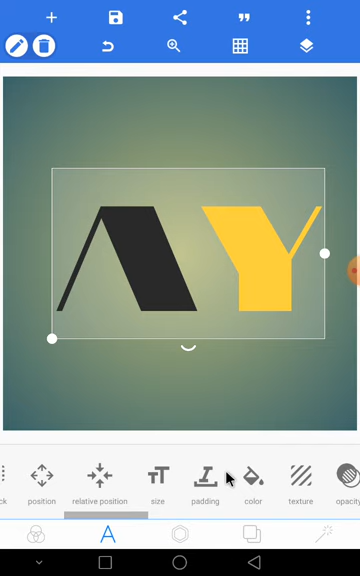 AY
ck
position
relative position
size
padding
color
texture
opacity